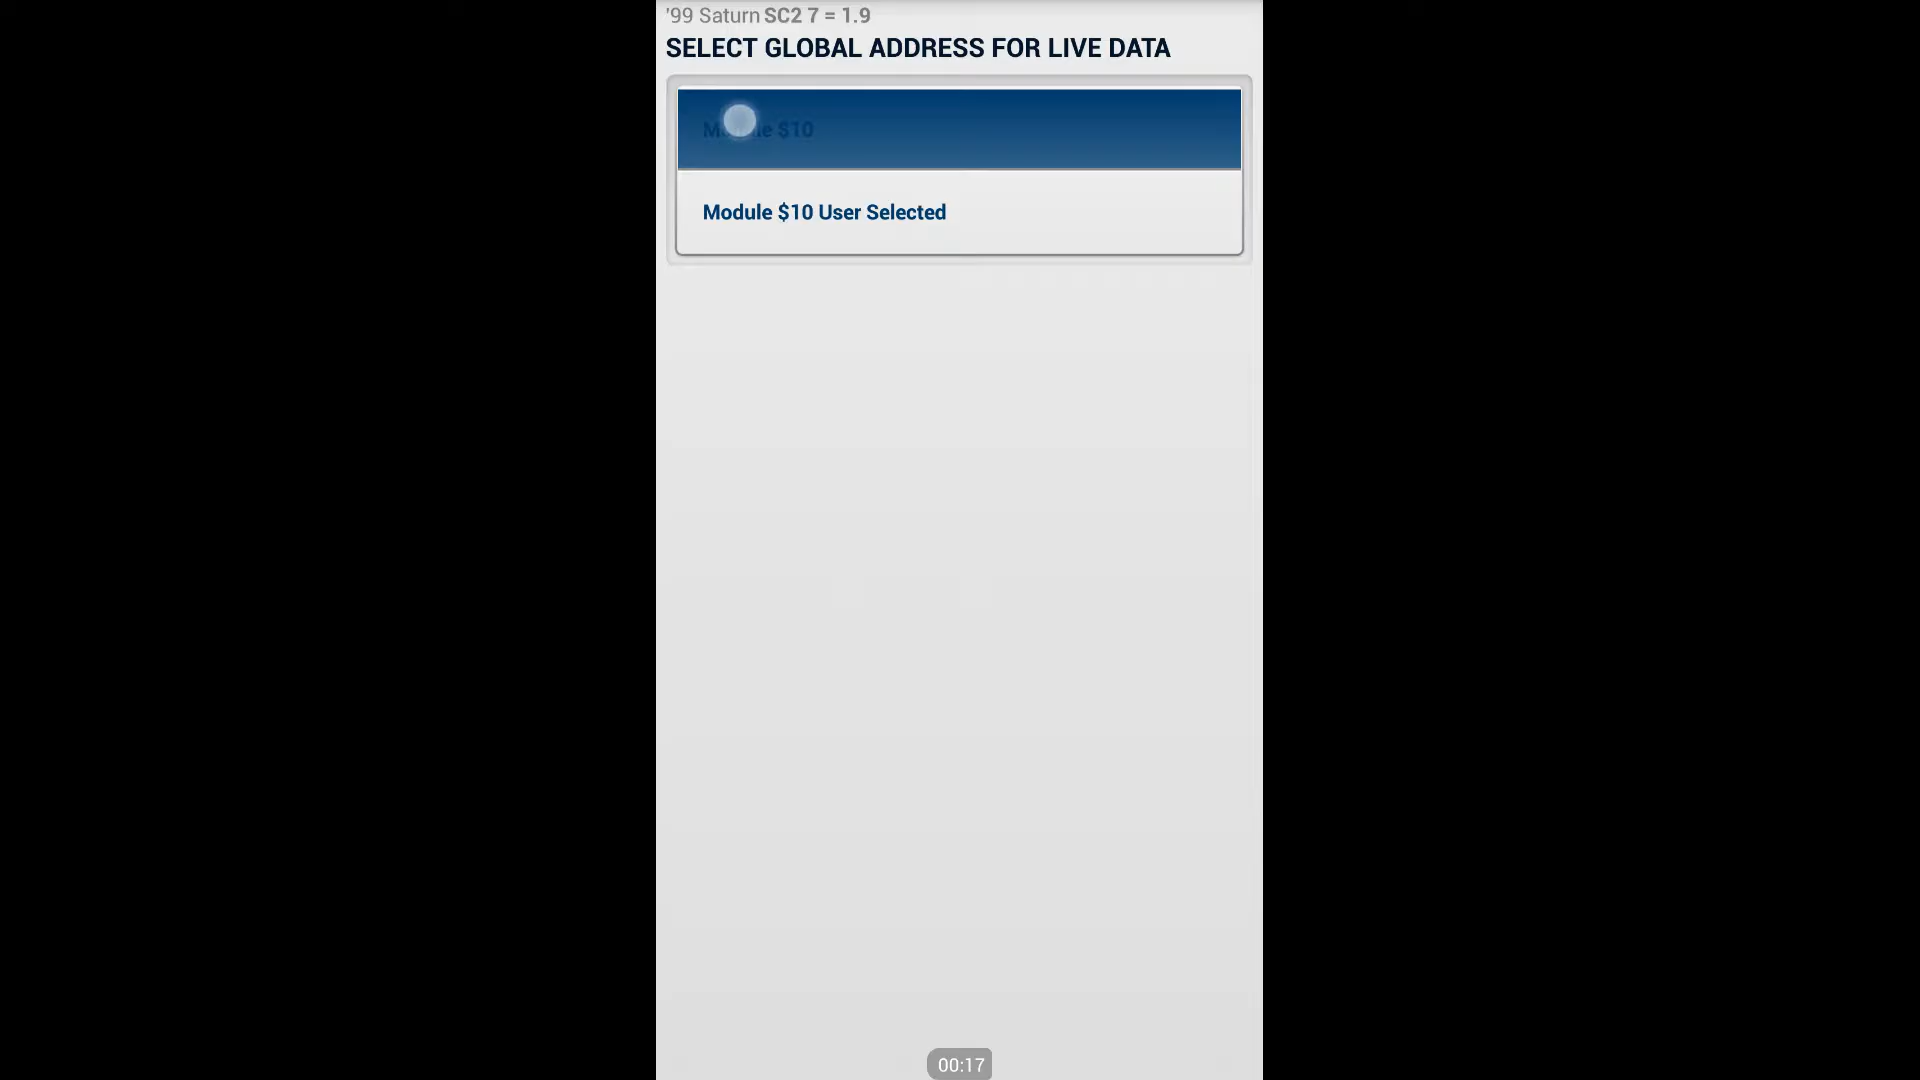 '99 Saturn SC2 7 = 1.9
SELECT GLOBAL ADDRESS FOR LIVE DATA
Module $10
Module $10 User Selected
00:17